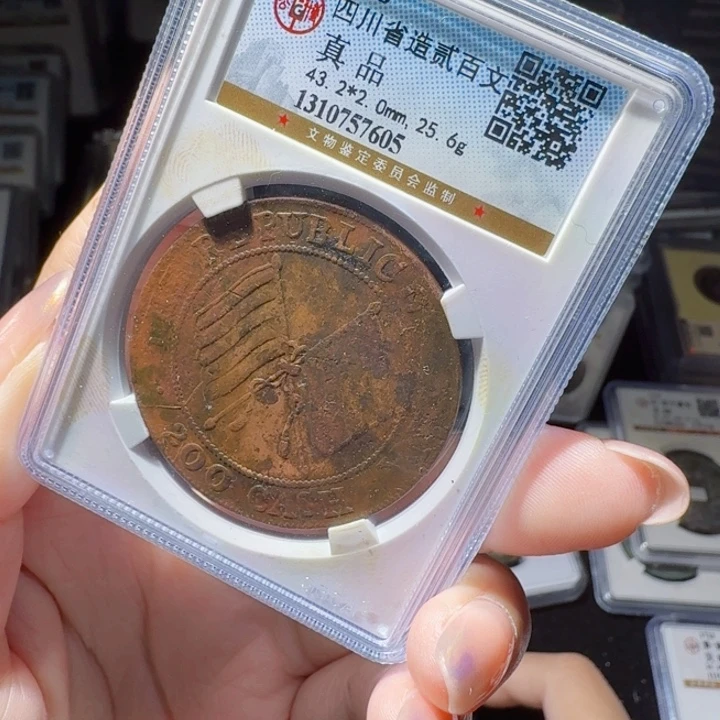 四川省造贰百文
真品
43.2*2.0mm, 25.6g
1310757605
★ 文物鉴定委员会监制 ★
REPUBLIC
200 CASH